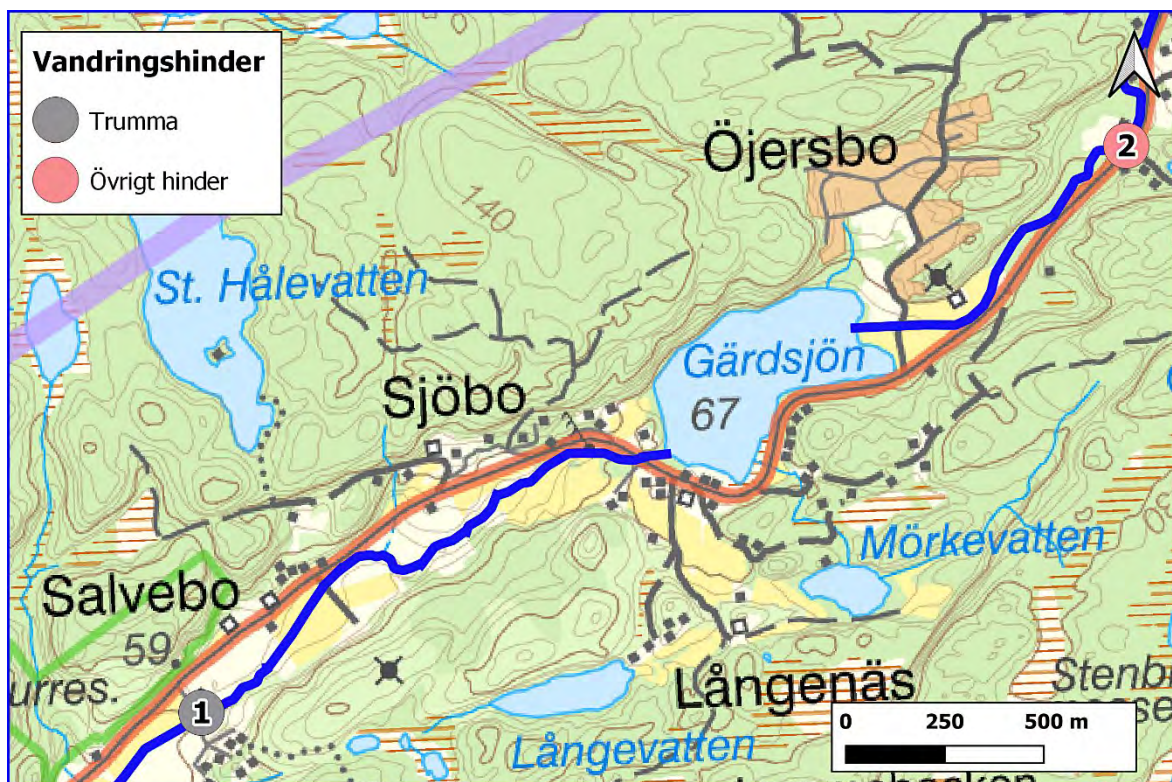 Vandringshinder
Trumma
Övrigt hinder
2
Öjersbo
140
St. Hålevatten
Gärdsjön
67
Sjöbo
Mörkevatten
Salvebo
59
urres.
1
Långenäs
Långevatten
0 250 500 m